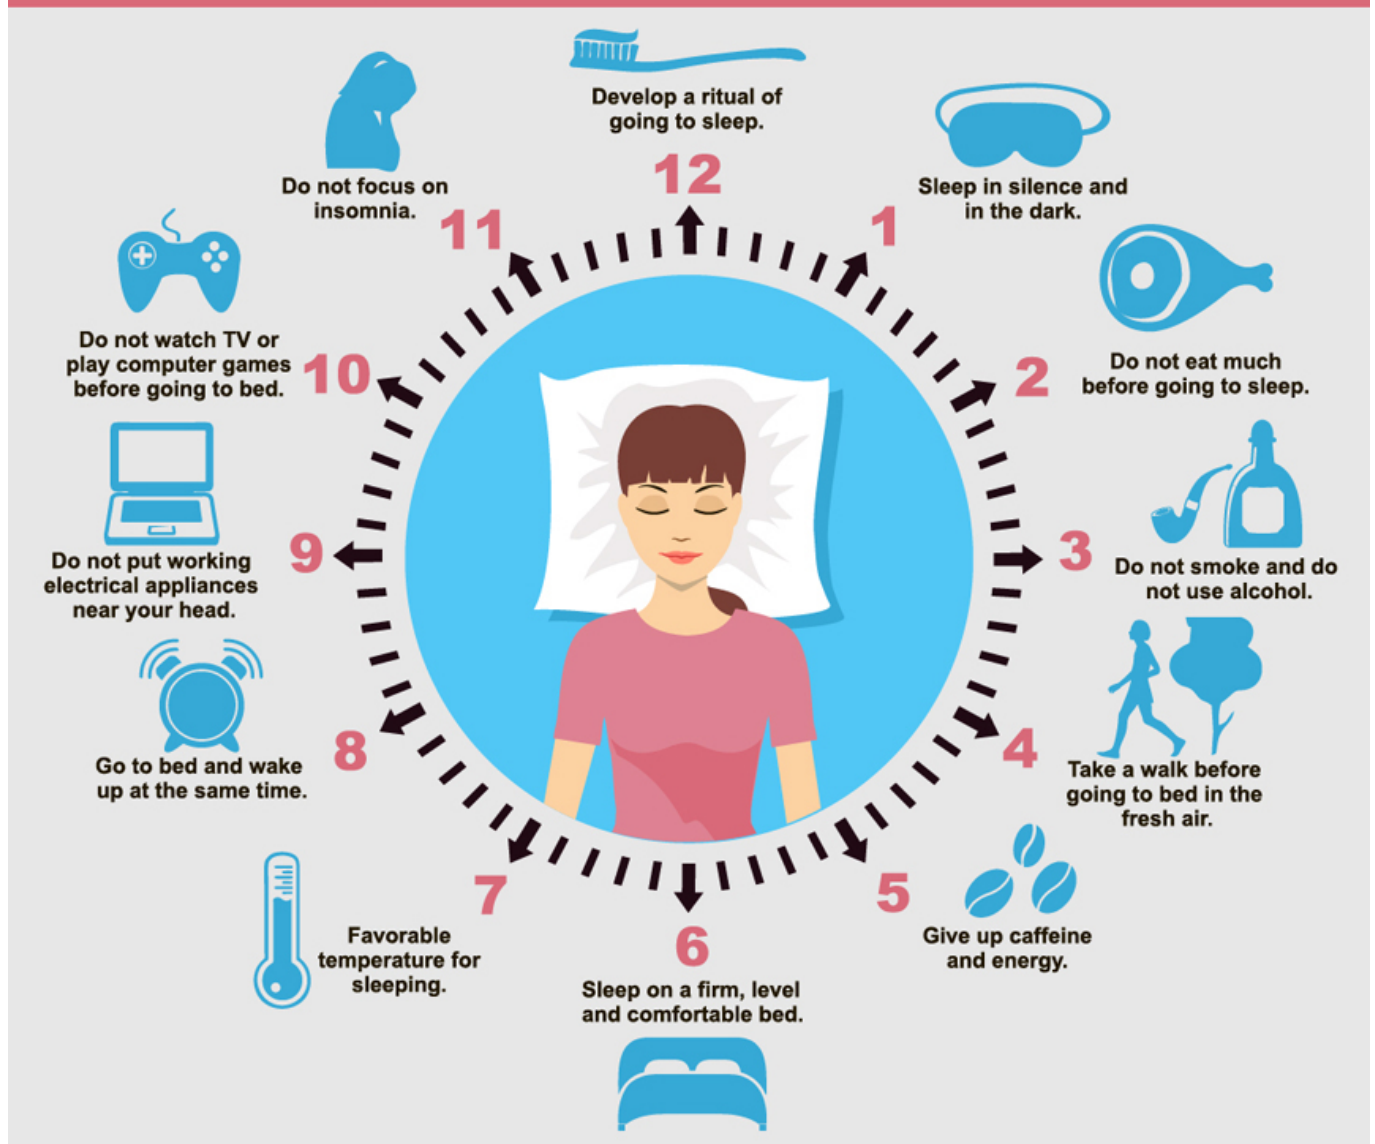 Develop a ritual of
going to sleep.
12
Sleep in silence and
in the dark.
1
Do not eat much
before going to sleep.
2
Do not smoke and do
not use alcohol.
3
Take a walk before
going to bed in the
fresh air.
4
Give up caffeine
and energy.
5
6
Sleep on a firm, level
and comfortable bed.
7
Favorable
temperature for
sleeping.
8
Go to bed and wake
up at the same time.
9
Do not put working
electrical appliances
near your head.
10
Do not watch TV or
play computer games
before going to bed.
11
Do not focus on
insomnia.